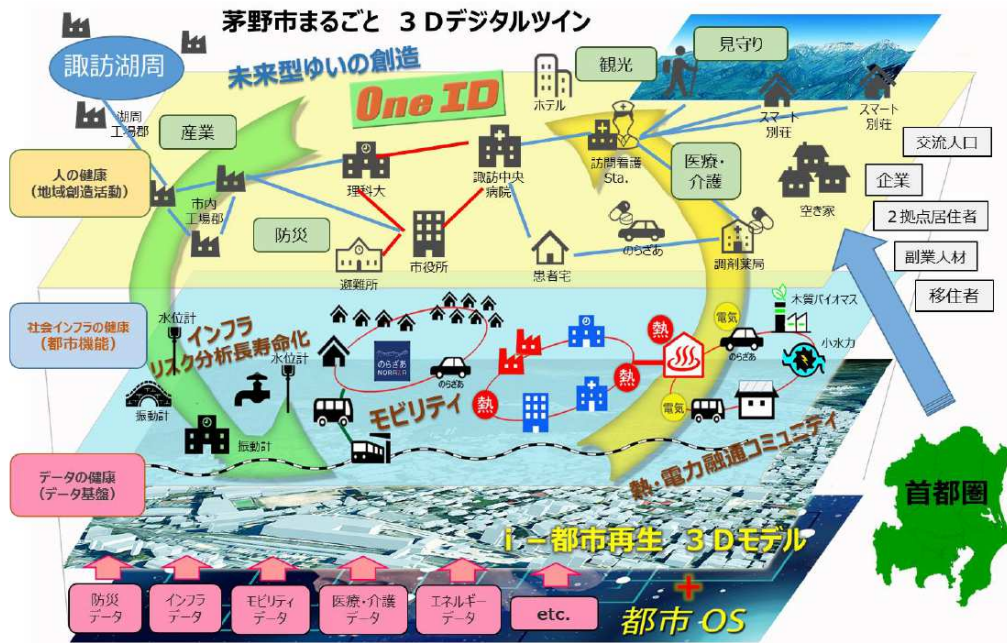 茅野市まるごと 3Dデジタルツイン
諏訪湖周
未来型ゆいの創造
One ID
観光
見守り
ホテル
湖周
工場郡
産業
スマート
別荘
スマート
別荘
交流人口
人の健康
(地域創造活動)
市内
工場郡
理科大
諏訪中央
病院
訪問看護
Sta.
医療・
介護
空き家
企業
2拠点居住者
防災
避難所
市役所
患者宅
のらざあ
調剤薬局
副業人材
移住者
社会インフラの健康
(都市機能)
水位計
インフラ
リスク分析長寿命化
水位計
のらざあ
NORAZA
のらざあ
モビリティ
熱
熱
熱
電気
のらざあ
木質バイオマス
小水力
電気
振動計
振動計
熱・電力融通コミュニティ
データの健康
(データ基盤)
首都圏
i-都市再生 3Dモデル
+
都市OS
防災
データ
インフラ
データ
モビリティ
データ
医療・介護
データ
エネルギー
データ
etc.